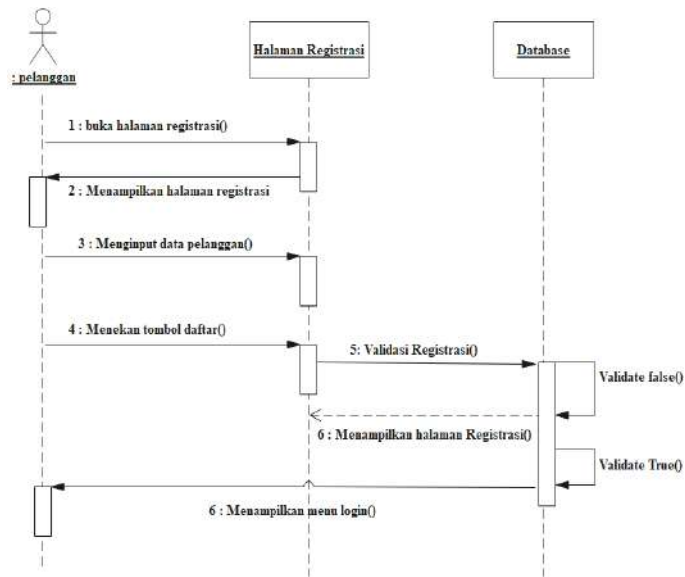 Halaman Registrasi
Database
: pelanggan
1 : buka halaman registrasi()
2 : Menampilkan halaman registrasi
3 : Menginput data pelanggan()
4 : Menekan tombol daftar()
5: Validasi Registrasi()
Validate false()
6 : Menampilkan halaman Registrasi()
Validate True()
6 : Menampilkan menu login()